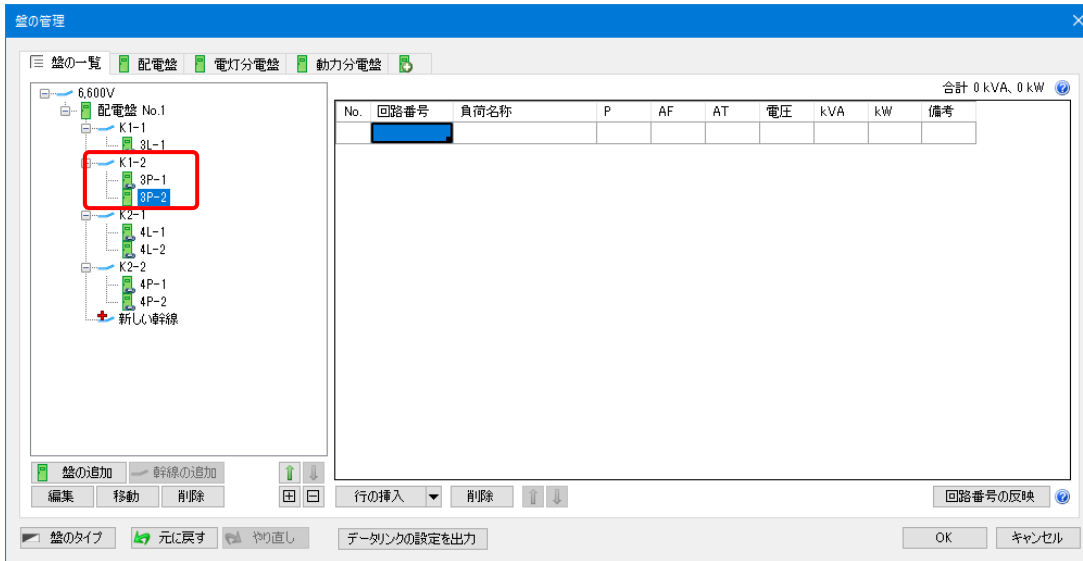 盤の管理
盤の一覧 配電盤 電灯分電盤 動力分電盤
合計 0 kVA、0 kW
6,600V
配電盤 No.1
K1-1
3L-1
K1-2
3P-1
3P-2
K2-1
4L-1
4L-2
K2-2
4P-1
4P-2
新しい幹線
No. 回路番号 負荷名称 P AF AT 電圧 kVA kW 備考
盤の追加 幹線の追加
編集 移動 削除
行の挿入 削除 回路番号の反映
盤のタイプ 元に戻す やり直し データリンクの設定を出力 OK キャンセル